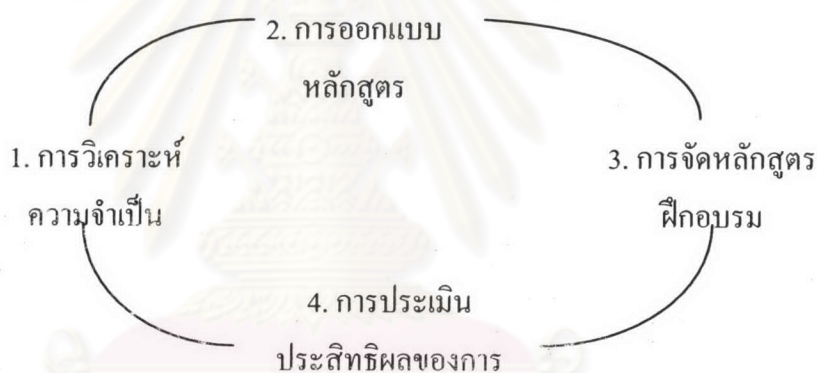 2. การออกแบบ
หลักสูตร
1. การวิเคราะห์
ความจำเป็น
3. การจัดหลักสูตร
ฝึกอบรม
4. การประเมิน
ประสิทธิผลของการ